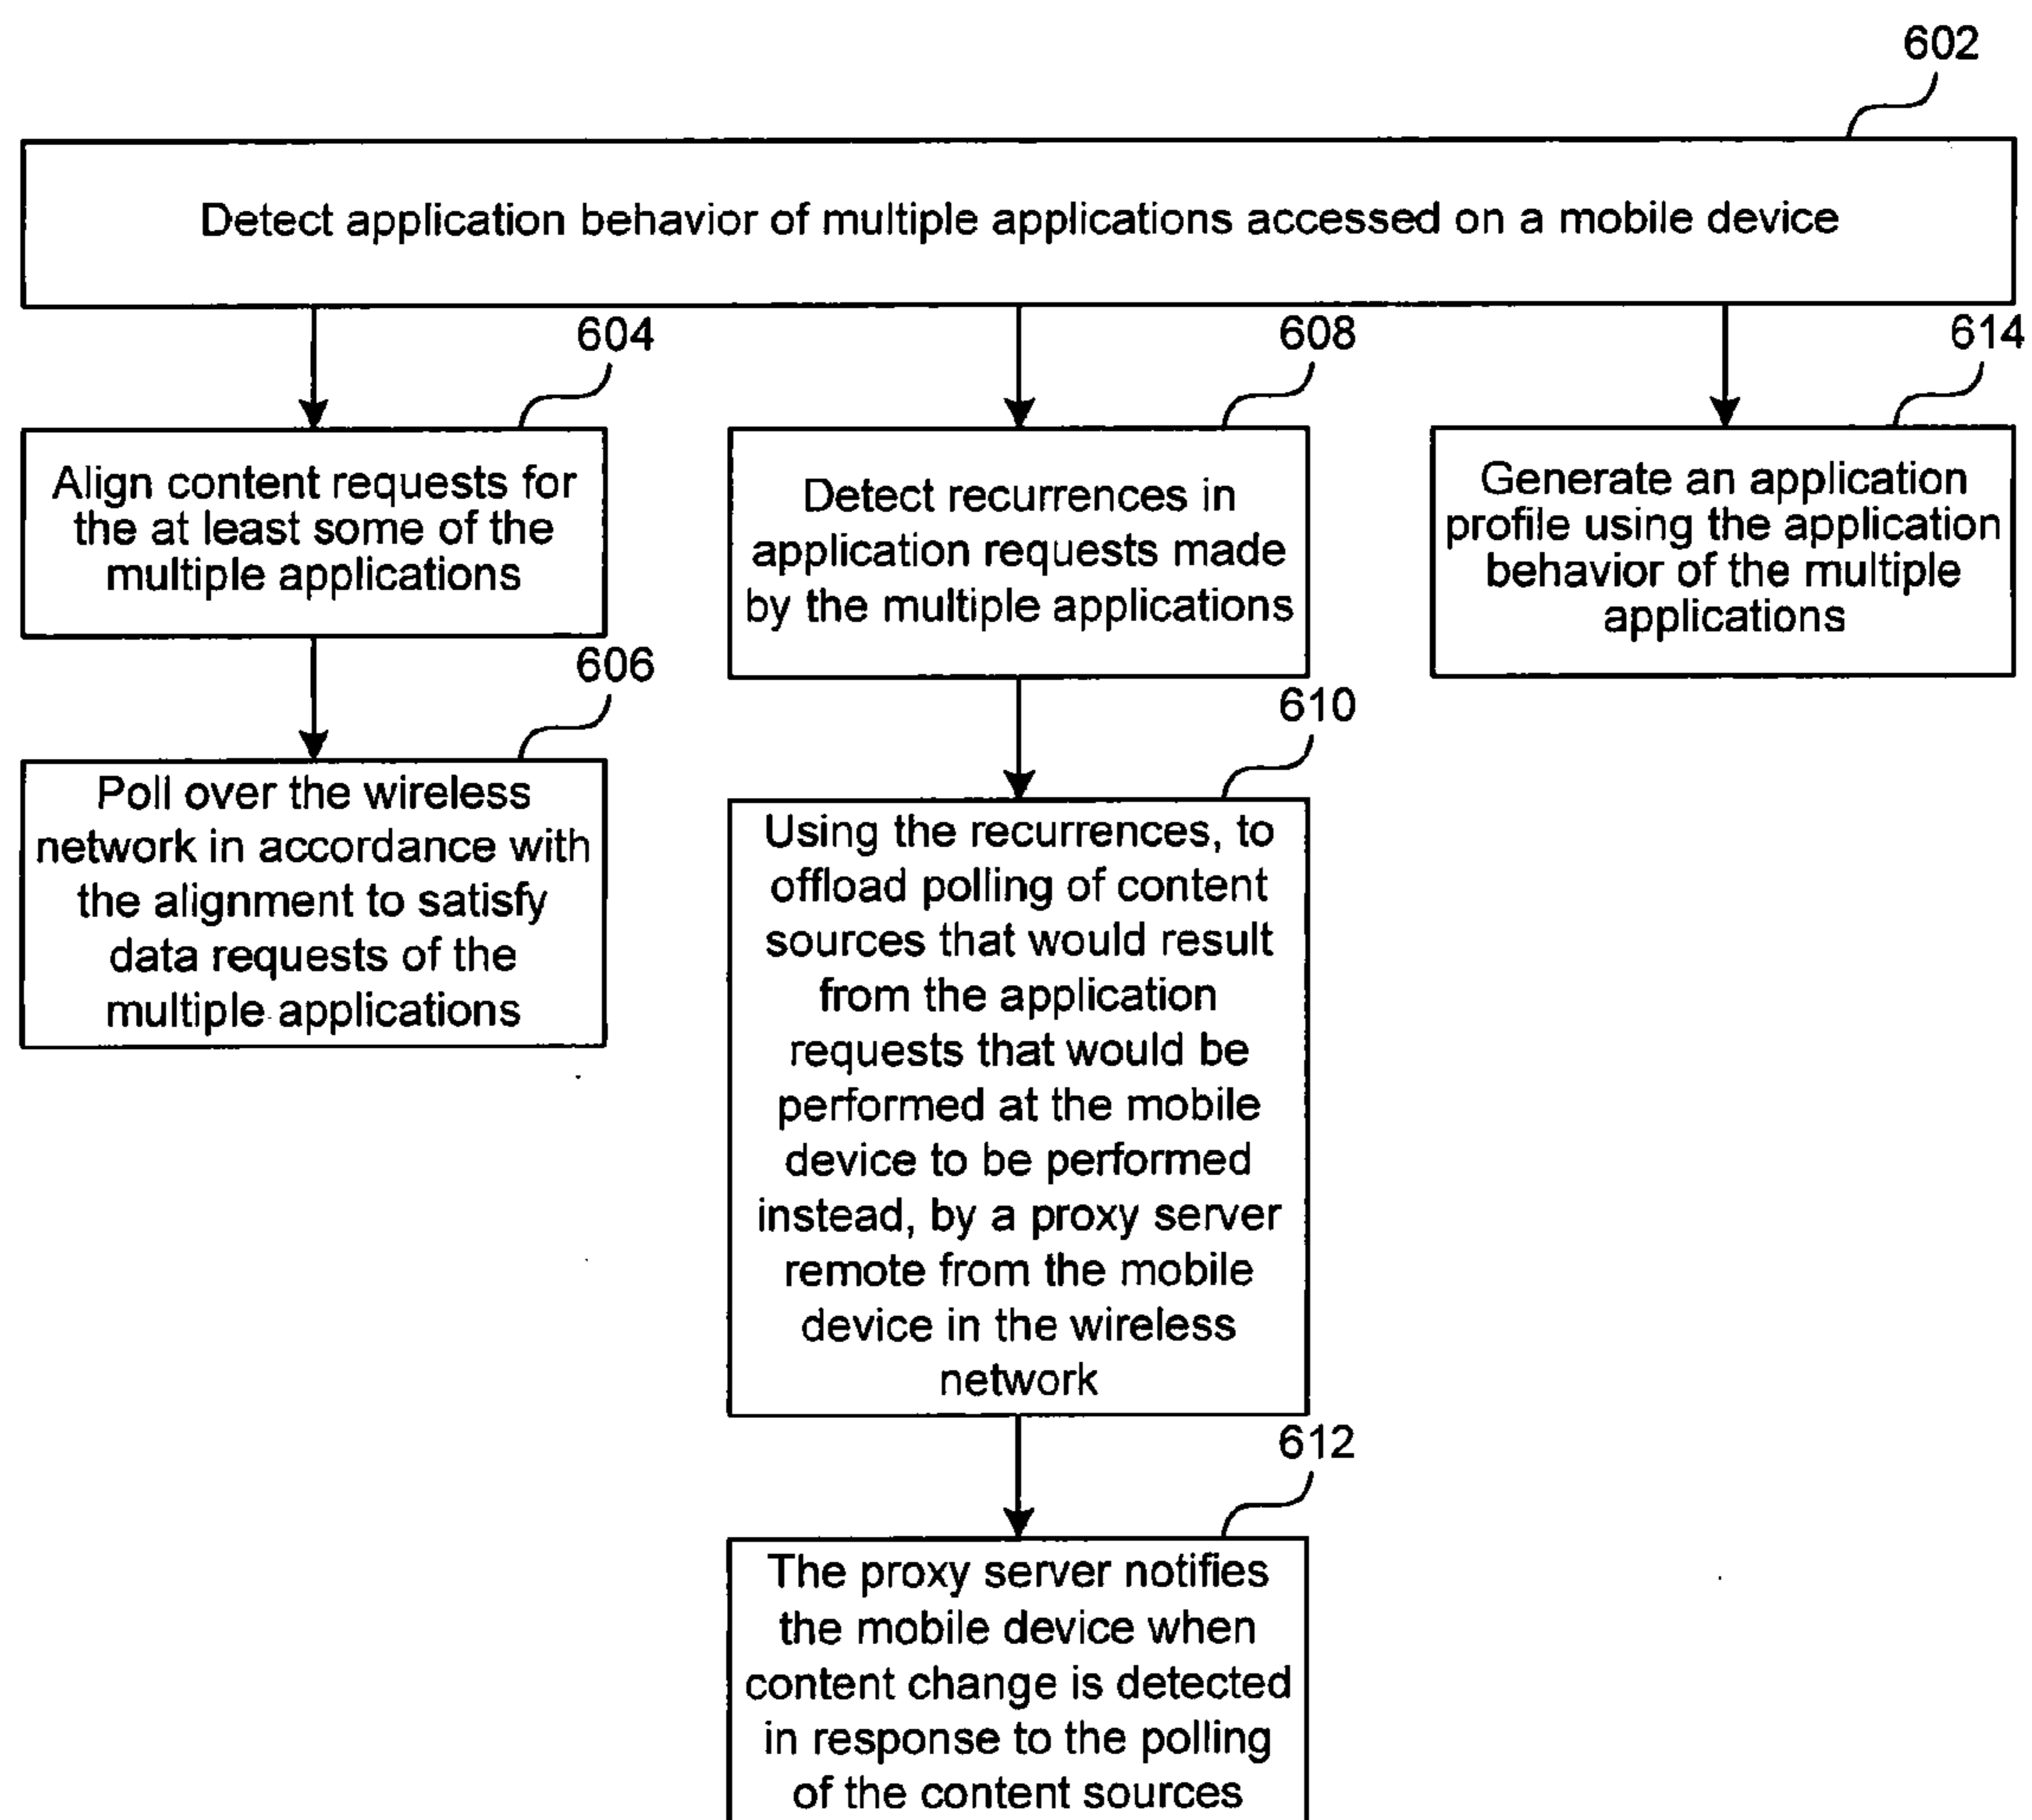 602
Detect application behavior of multiple applications accessed on a mobile device
604
Align content requests for
the at least some of the
multiple applications
606
Poll over the wireless
network in accordance with
the alignment to satisfy
data requests of the
multiple applications
608
Detect recurrences in
application requests made
by the multiple applications
610
Using the recurrences, to
offload polling of content
sources that would result
from the application
requests that would be
performed at the mobile
device to be performed
instead, by a proxy server
remote from the mobile
device in the wireless
network
612
The proxy server notifies
the mobile device when
content change is detected
in response to the polling
of the content sources
614
Generate an application
profile using the application
behavior of the multiple
applications